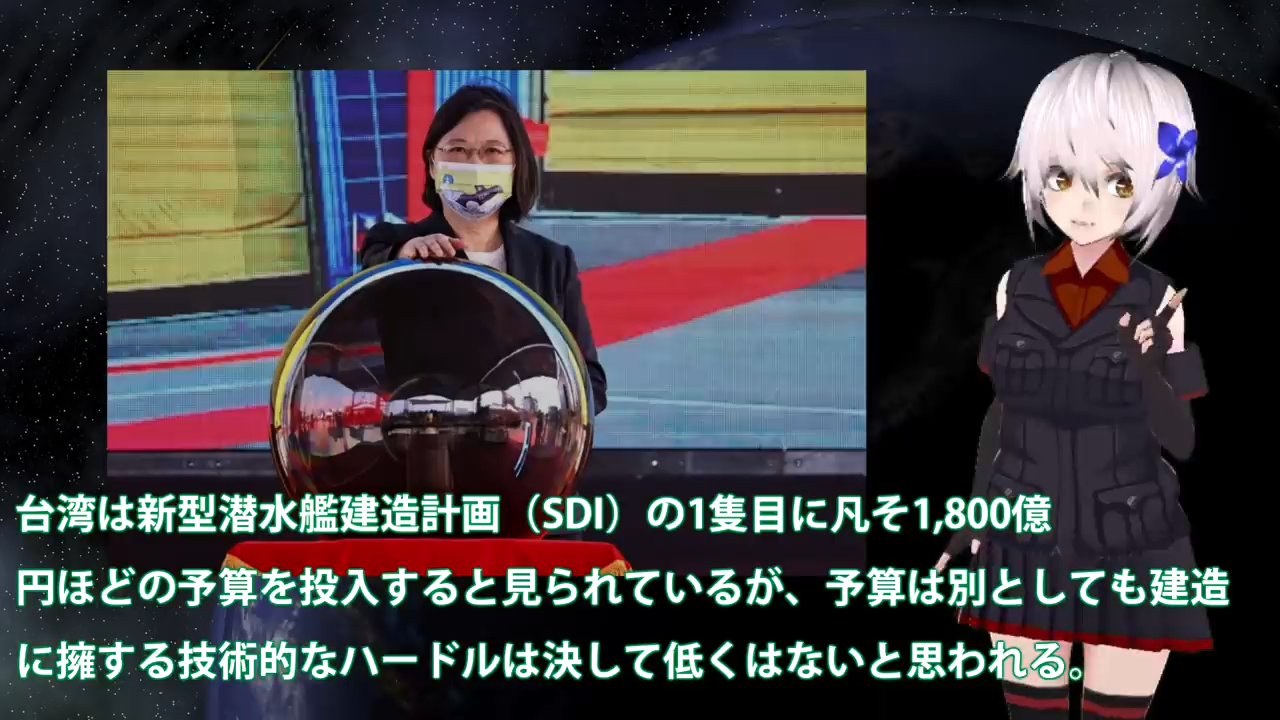 台湾は新型潜水艦建造計画（SDI）の1隻目に凡そ1,800億
円ほどの予算を投入すると見られているが、予算は別としても建造
に擁する技術的なハードルは決して低くはないと思われる。